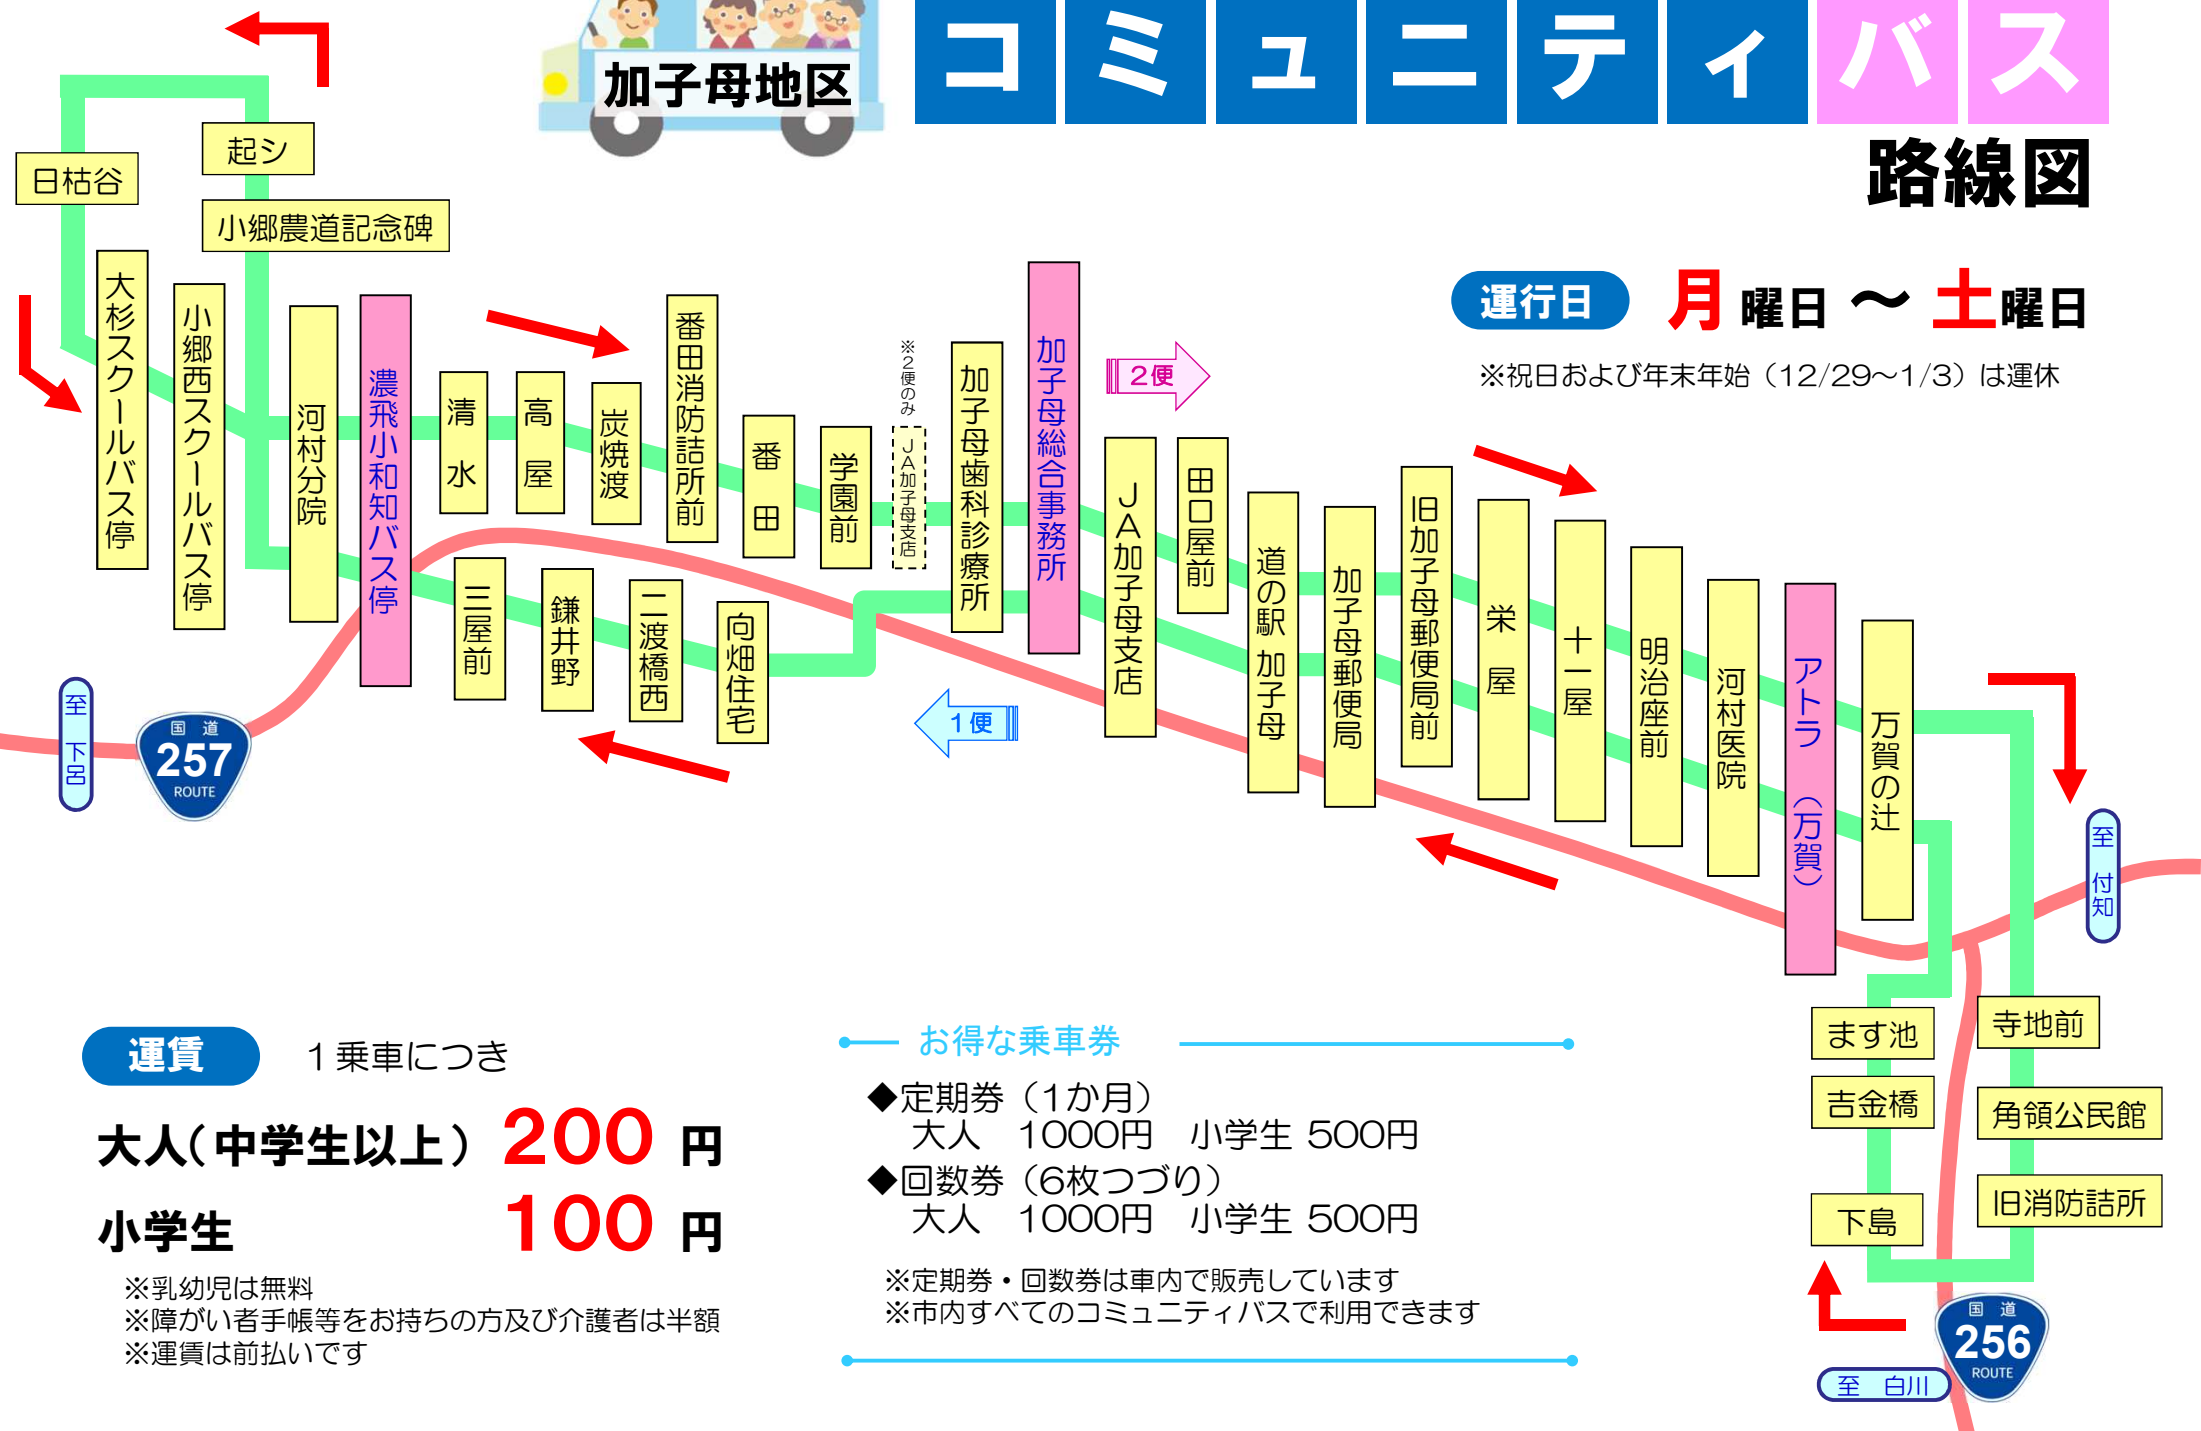 加子母地区
コミュニティバス
路線図
運行日 月曜日 ～ 土曜日
※祝日および年末年始（12/29～1/3）は運休
日枯谷
起シ
小郷農道記念碑
大杉スクールバス停
小郷西スクールバス停
河村分院
濃飛小和知バス停
清水
高屋
炭焼渡
番田消防詰所前
番田
学園前
※2便のみ
JA加子母支店
加子母歯科診療所
加子母総合事務所
2便
JA加子母支店
田口屋前
道の駅 加子母
加子母郵便局
旧加子母郵便局前
栄屋
十一屋
明治座前
河村医院
アトラ （万賀）
万賀の辻
三屋前
鎌井野
二渡橋西
向畑住宅
1便
至 下呂
国道
257
ROUTE
至 付知
ます池
吉金橋
下島
寺地前
角領公民館
旧消防詰所
国道
256
ROUTE
至 白川
運賃 1乗車につき
大人(中学生以上) 200 円
小学生 100 円
※乳幼児は無料
※障がい者手帳等をお持ちの方及び介護者は半額
※運賃は前払いです
お得な乗車券
◆定期券（1か月）
大人 1000円 小学生 500円
◆回数券（6枚つづり）
大人 1000円 小学生 500円
※定期券・回数券は車内で販売しています
※市内すべてのコミュニティバスで利用できます